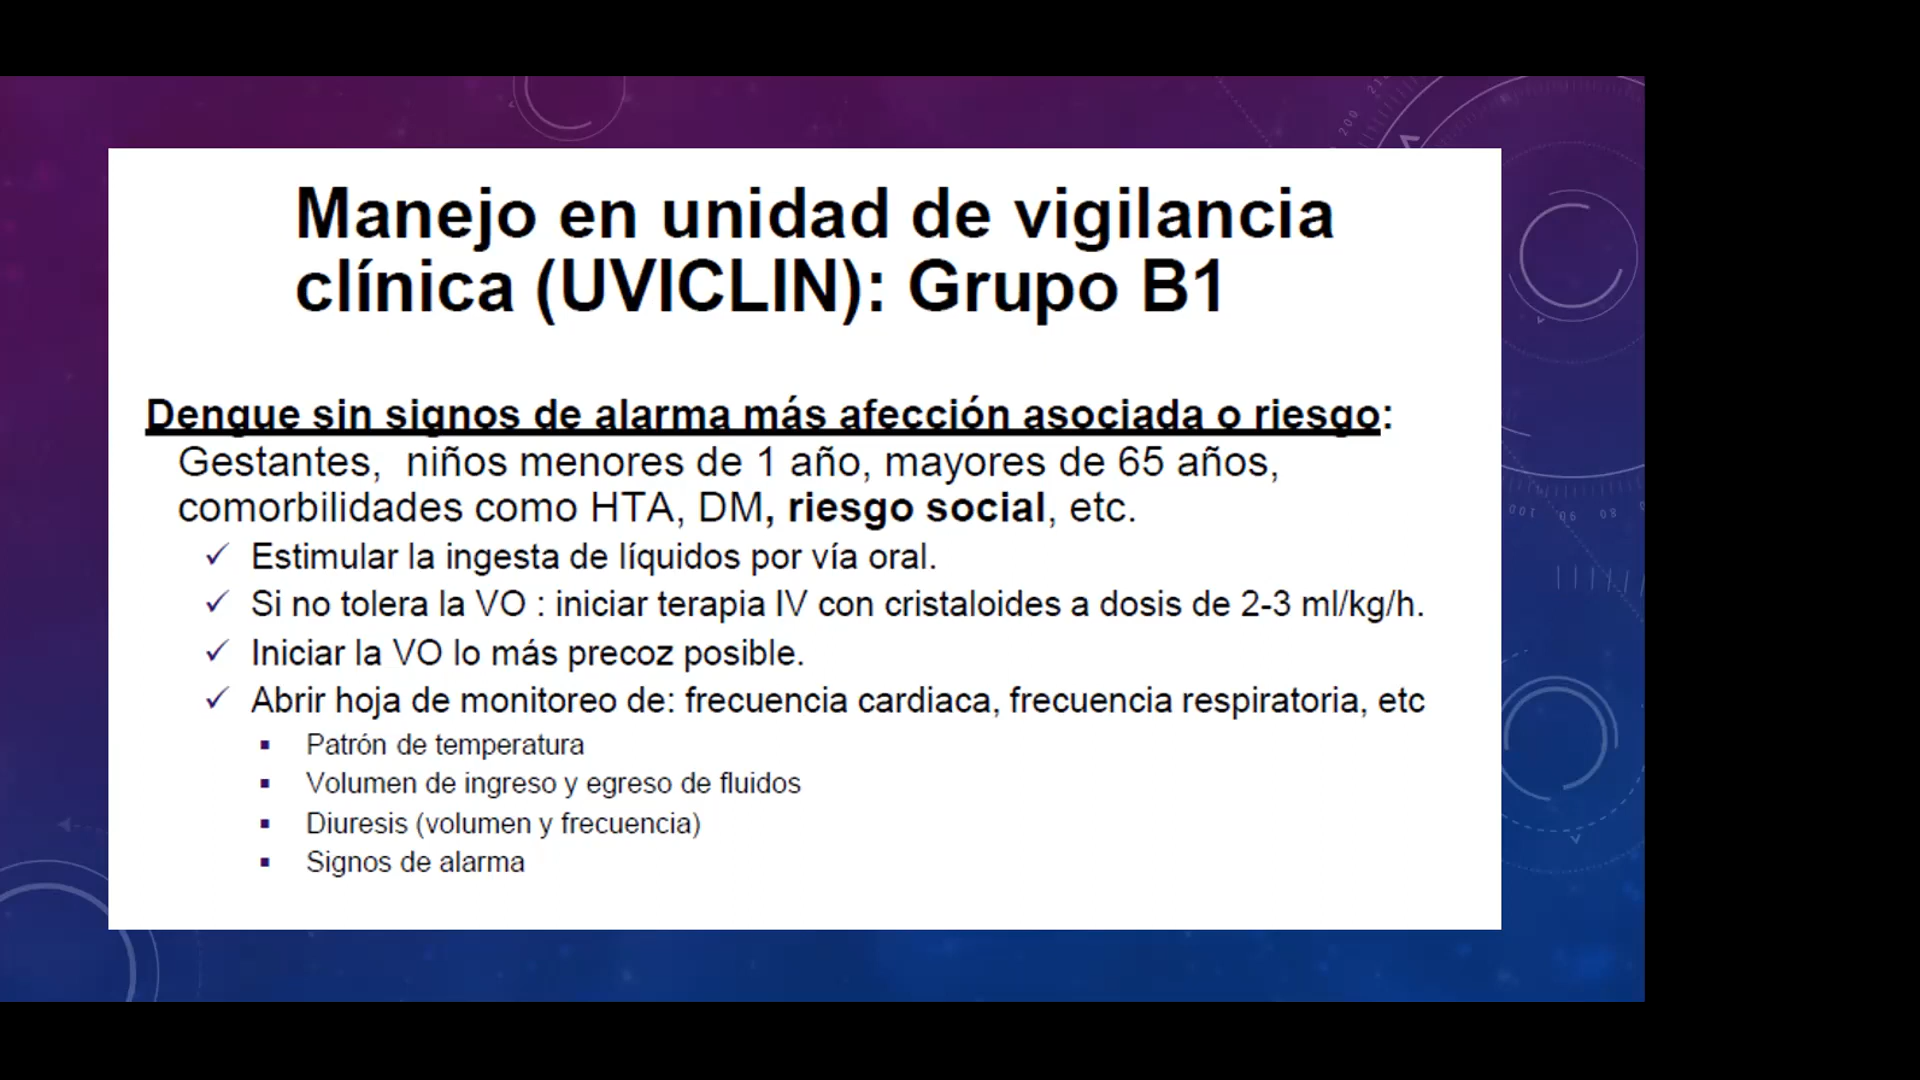 Manejo en unidad de vigilancia
clínica (UVICLIN): Grupo B1
Dengue sin signos de alarma más afección asociada o riesgo:
Gestantes, niños menores de 1 año, mayores de 65 años,
comorbilidades como HTA, DM, riesgo social, etc.
✓ Estimular la ingesta de líquidos por vía oral.
✓ Si no tolera la VO : iniciar terapia IV con cristaloides a dosis de 2-3 ml/kg/h.
✓ Iniciar la VO lo más precoz posible.
✓ Abrir hoja de monitoreo de: frecuencia cardiaca, frecuencia respiratoria, etc
▪ Patrón de temperatura
▪ Volumen de ingreso y egreso de fluidos
▪ Diuresis (volumen y frecuencia)
▪ Signos de alarma
200
100 90 80